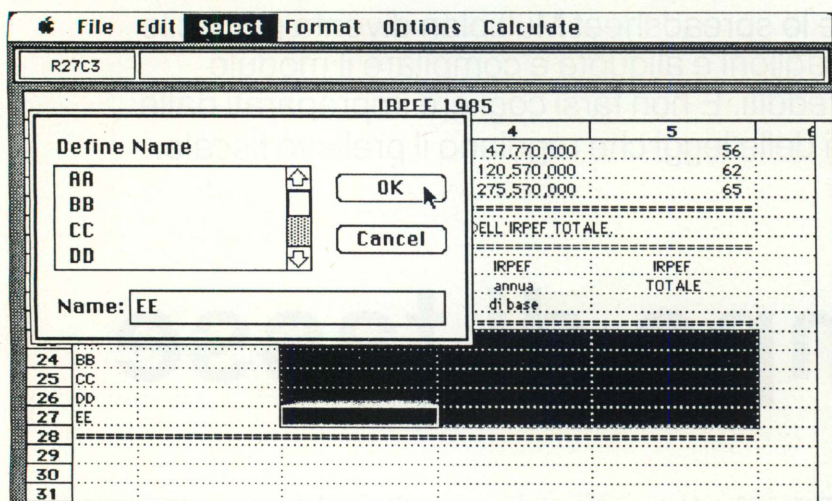 File Edit Select Format Options Calculate
R27C3
IRPEF 1985
4 5 6
47,770,000 56
120,570,000 62
275,570,000 65
DELL'IRPEF TOTALE
IRPEF IRPEF
annua TOTALE
di base
Define Name
AA
BB
CC
DD
OK
Cancel
Name: EE
24 BB
25 CC
26 DD
27 EE
28
29
30
31